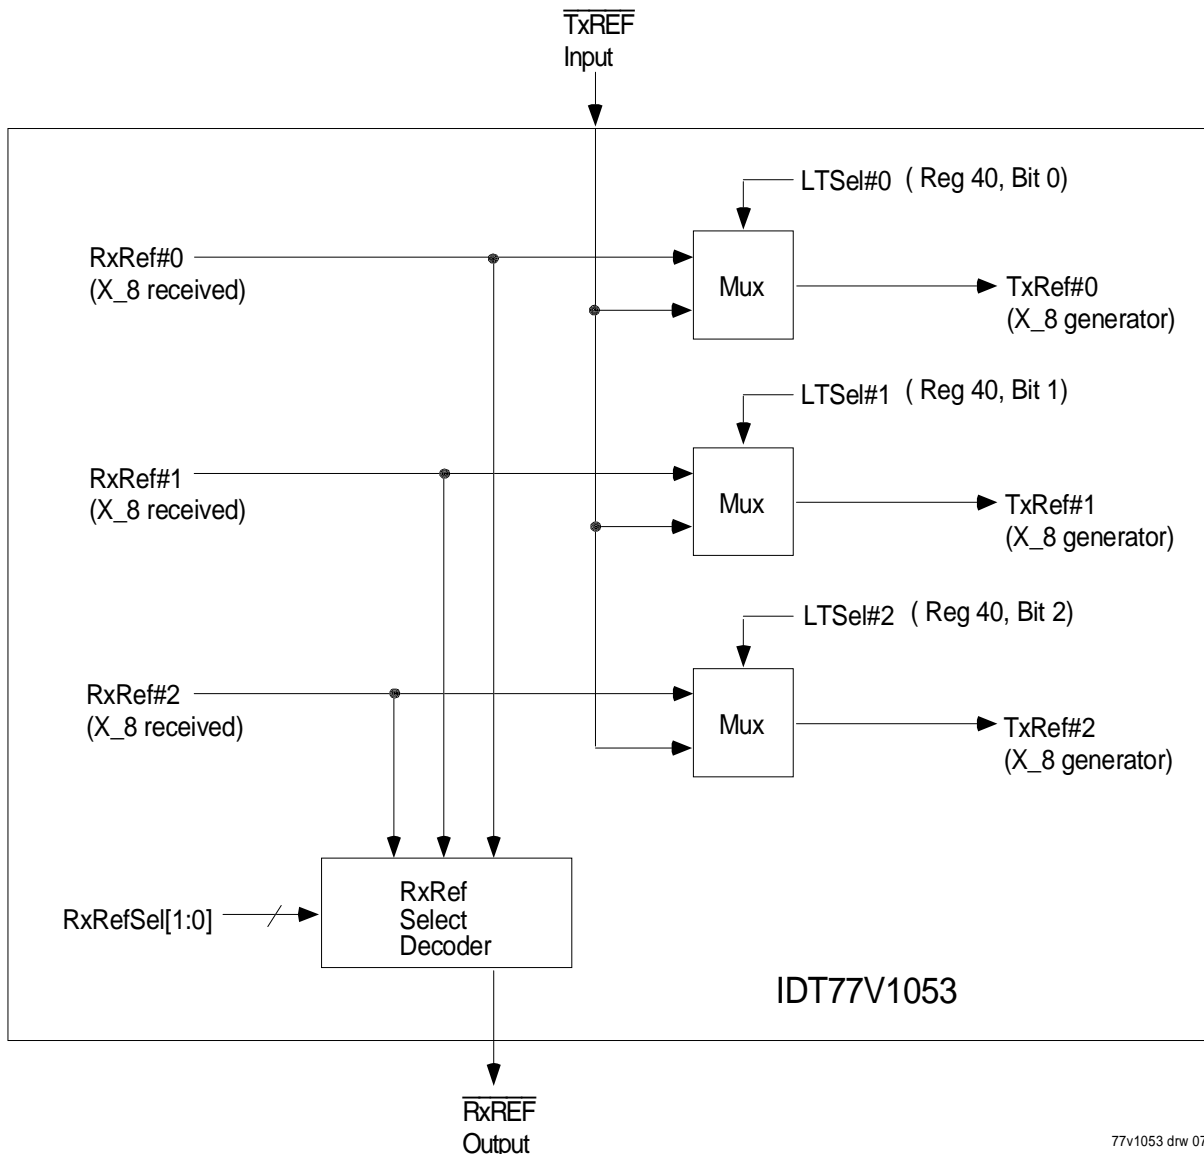 TxREF
Input
LTSel#0 ( Reg 40, Bit 0)
RxRef#0
(X_8 received)
Mux
TxRef#0
(X_8 generator)
LTSel#1 ( Reg 40, Bit 1)
RxRef#1
(X_8 received)
Mux
TxRef#1
(X_8 generator)
LTSel#2 ( Reg 40, Bit 2)
RxRef#2
(X_8 received)
Mux
TxRef#2
(X_8 generator)
RxRefSel[1:0]
RxRef
Select
Decoder
IDT77V1053
RxREF
Output
77v1053 drw 07